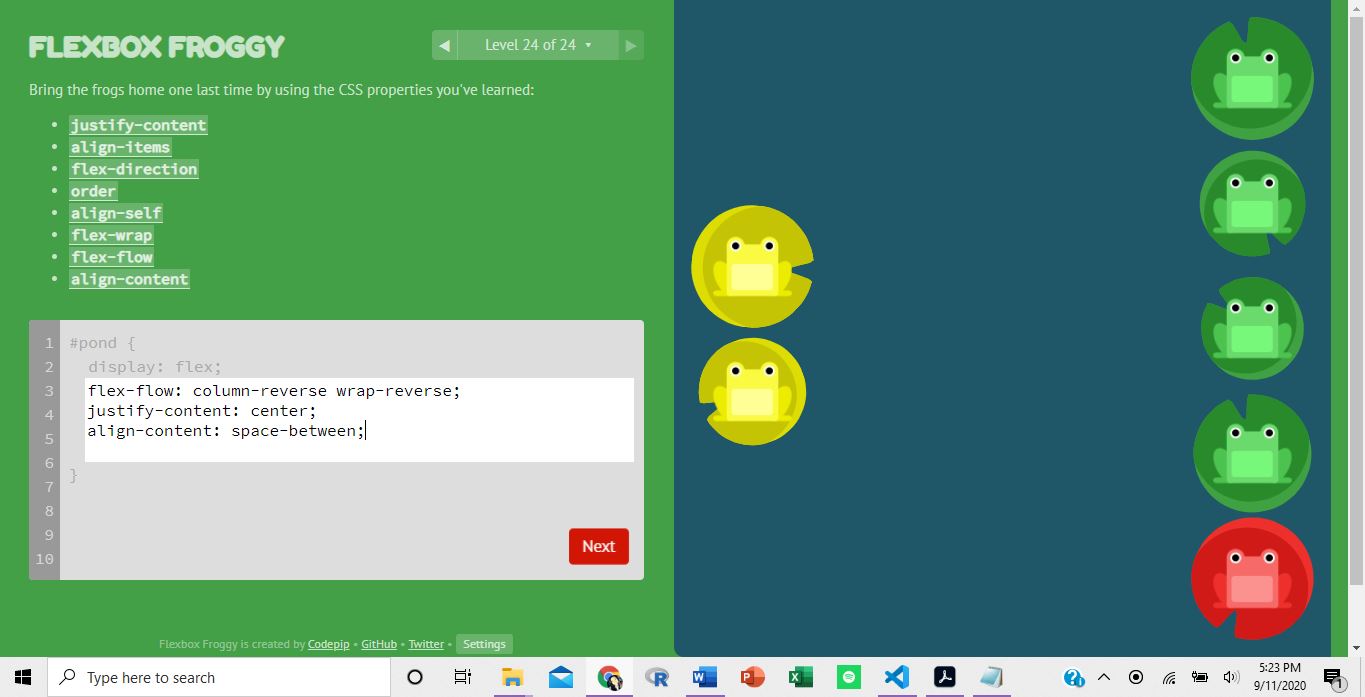 FLEXBOX FROGGY
◀ Level 24 of 24 ▼ ▶
Bring the frogs home one last time by using the CSS properties you've learned:
• justify-content
• align-items
• flex-direction
• order
• align-self
• flex-wrap
• flex-flow
• align-content
1 #pond {
2 display: flex;
3 flex-flow: column-reverse wrap-reverse;
4 justify-content: center;
5 align-content: space-between;
6
7 }
8
9
10
Next
Flexbox Froggy is created by Codepip • GitHub • Twitter • Settings
Type here to search
R
W
P
X
5:23 PM
9/11/2020
1